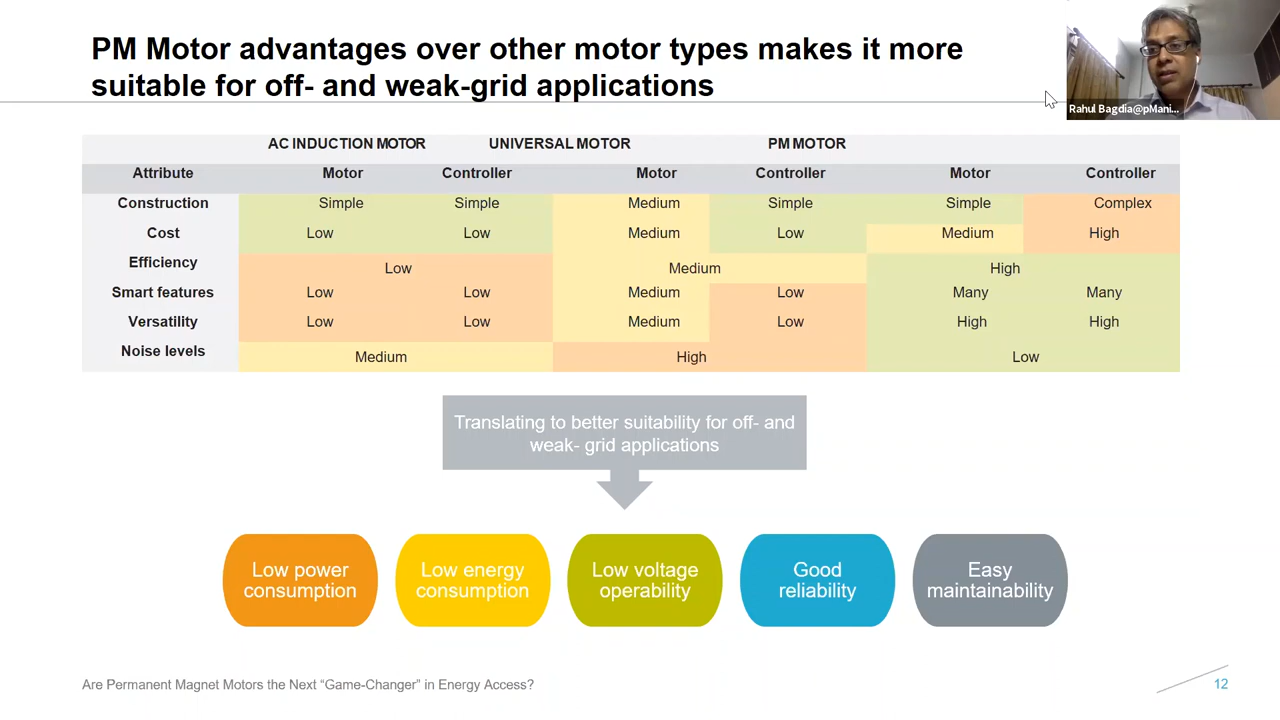 PM Motor advantages over other motor types makes it more
suitable for off- and weak-grid applications
Rahul Bagdia@pMani...
AC INDUCTION MOTOR UNIVERSAL MOTOR PM MOTOR
Attribute Motor Controller Motor Controller Motor Controller
Construction Simple Simple Medium Simple Simple Complex
Cost Low Low Medium Low Medium High
Efficiency Low Medium High
Smart features Low Low Medium Low Many Many
Versatility Low Low Medium Low High High
Noise levels Medium High Low
Translating to better suitability for off- and
weak- grid applications
Low power
consumption
Low energy
consumption
Low voltage
operability
Good
reliability
Easy
maintainability
Are Permanent Magnet Motors the Next “Game-Changer” in Energy Access?
12